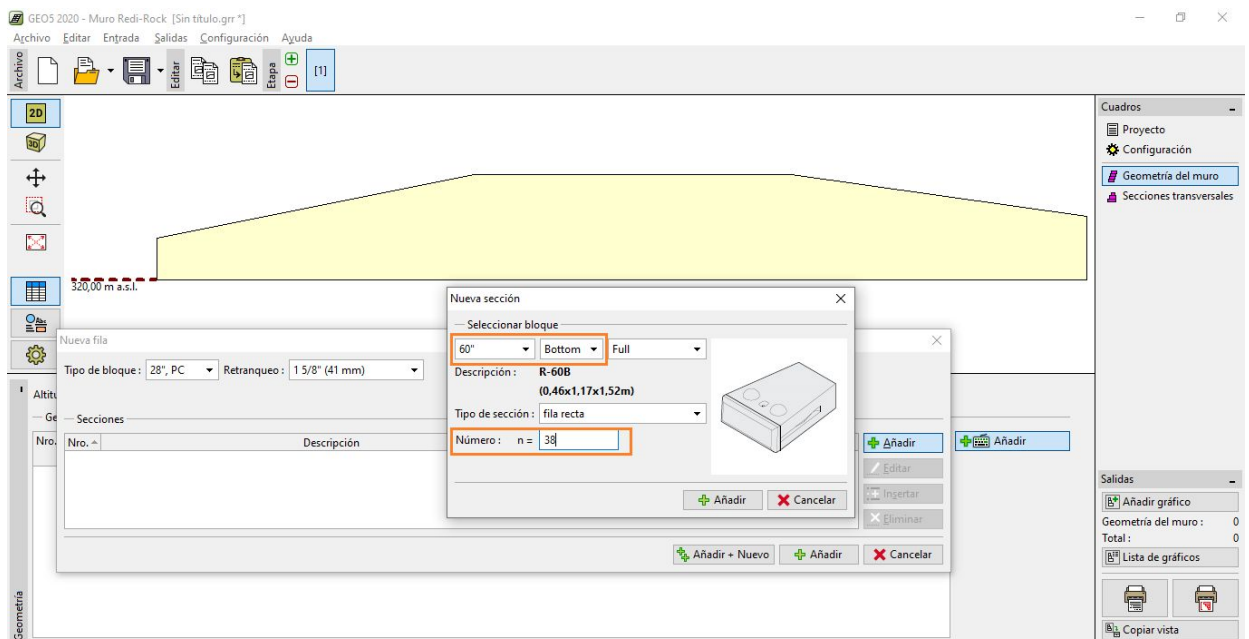 GEO5 2020 - Muro Redi-Rock [Sin título.grr *]
Archivo Editar Entrada Salidas Configuración Ayuda
Archivo
Editar
Etapa
[1]
2D
3D
320,00 m a.s.l.
Cuadros
Proyecto
Configuración
Geometría del muro
Secciones transversales
Nueva fila
Tipo de bloque : 28", PC Retranqueo : 1 5/8" (41 mm)
Secciones
Nro. Descripción
Añadir
Editar
Insertar
Eliminar
Añadir + Nuevo Añadir Cancelar
Nueva sección
Seleccionar bloque
60" Bottom Full
Descripción : R-60B
(0,46x1,17x1,52m)
Tipo de sección : fila recta
Número : n = 38
Añadir Cancelar
Nro.
Añadir
Geometría
Salidas
Añadir gráfico
Geometría del muro : 0
Total : 0
Lista de gráficos
Copiar vista